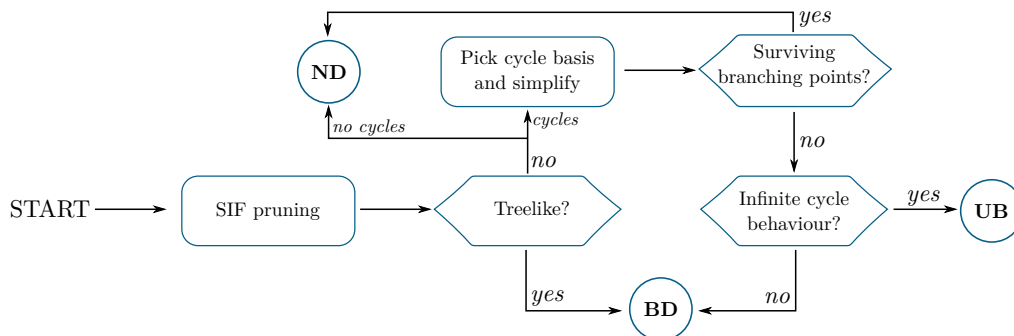 yes
Pick cycle basis
and simplify
Surviving
branching points?
ND
no cycles
cycles
no
no
START
SIF pruning
Treelike?
Infinite cycle
behaviour?
yes
UB
yes
BD
no